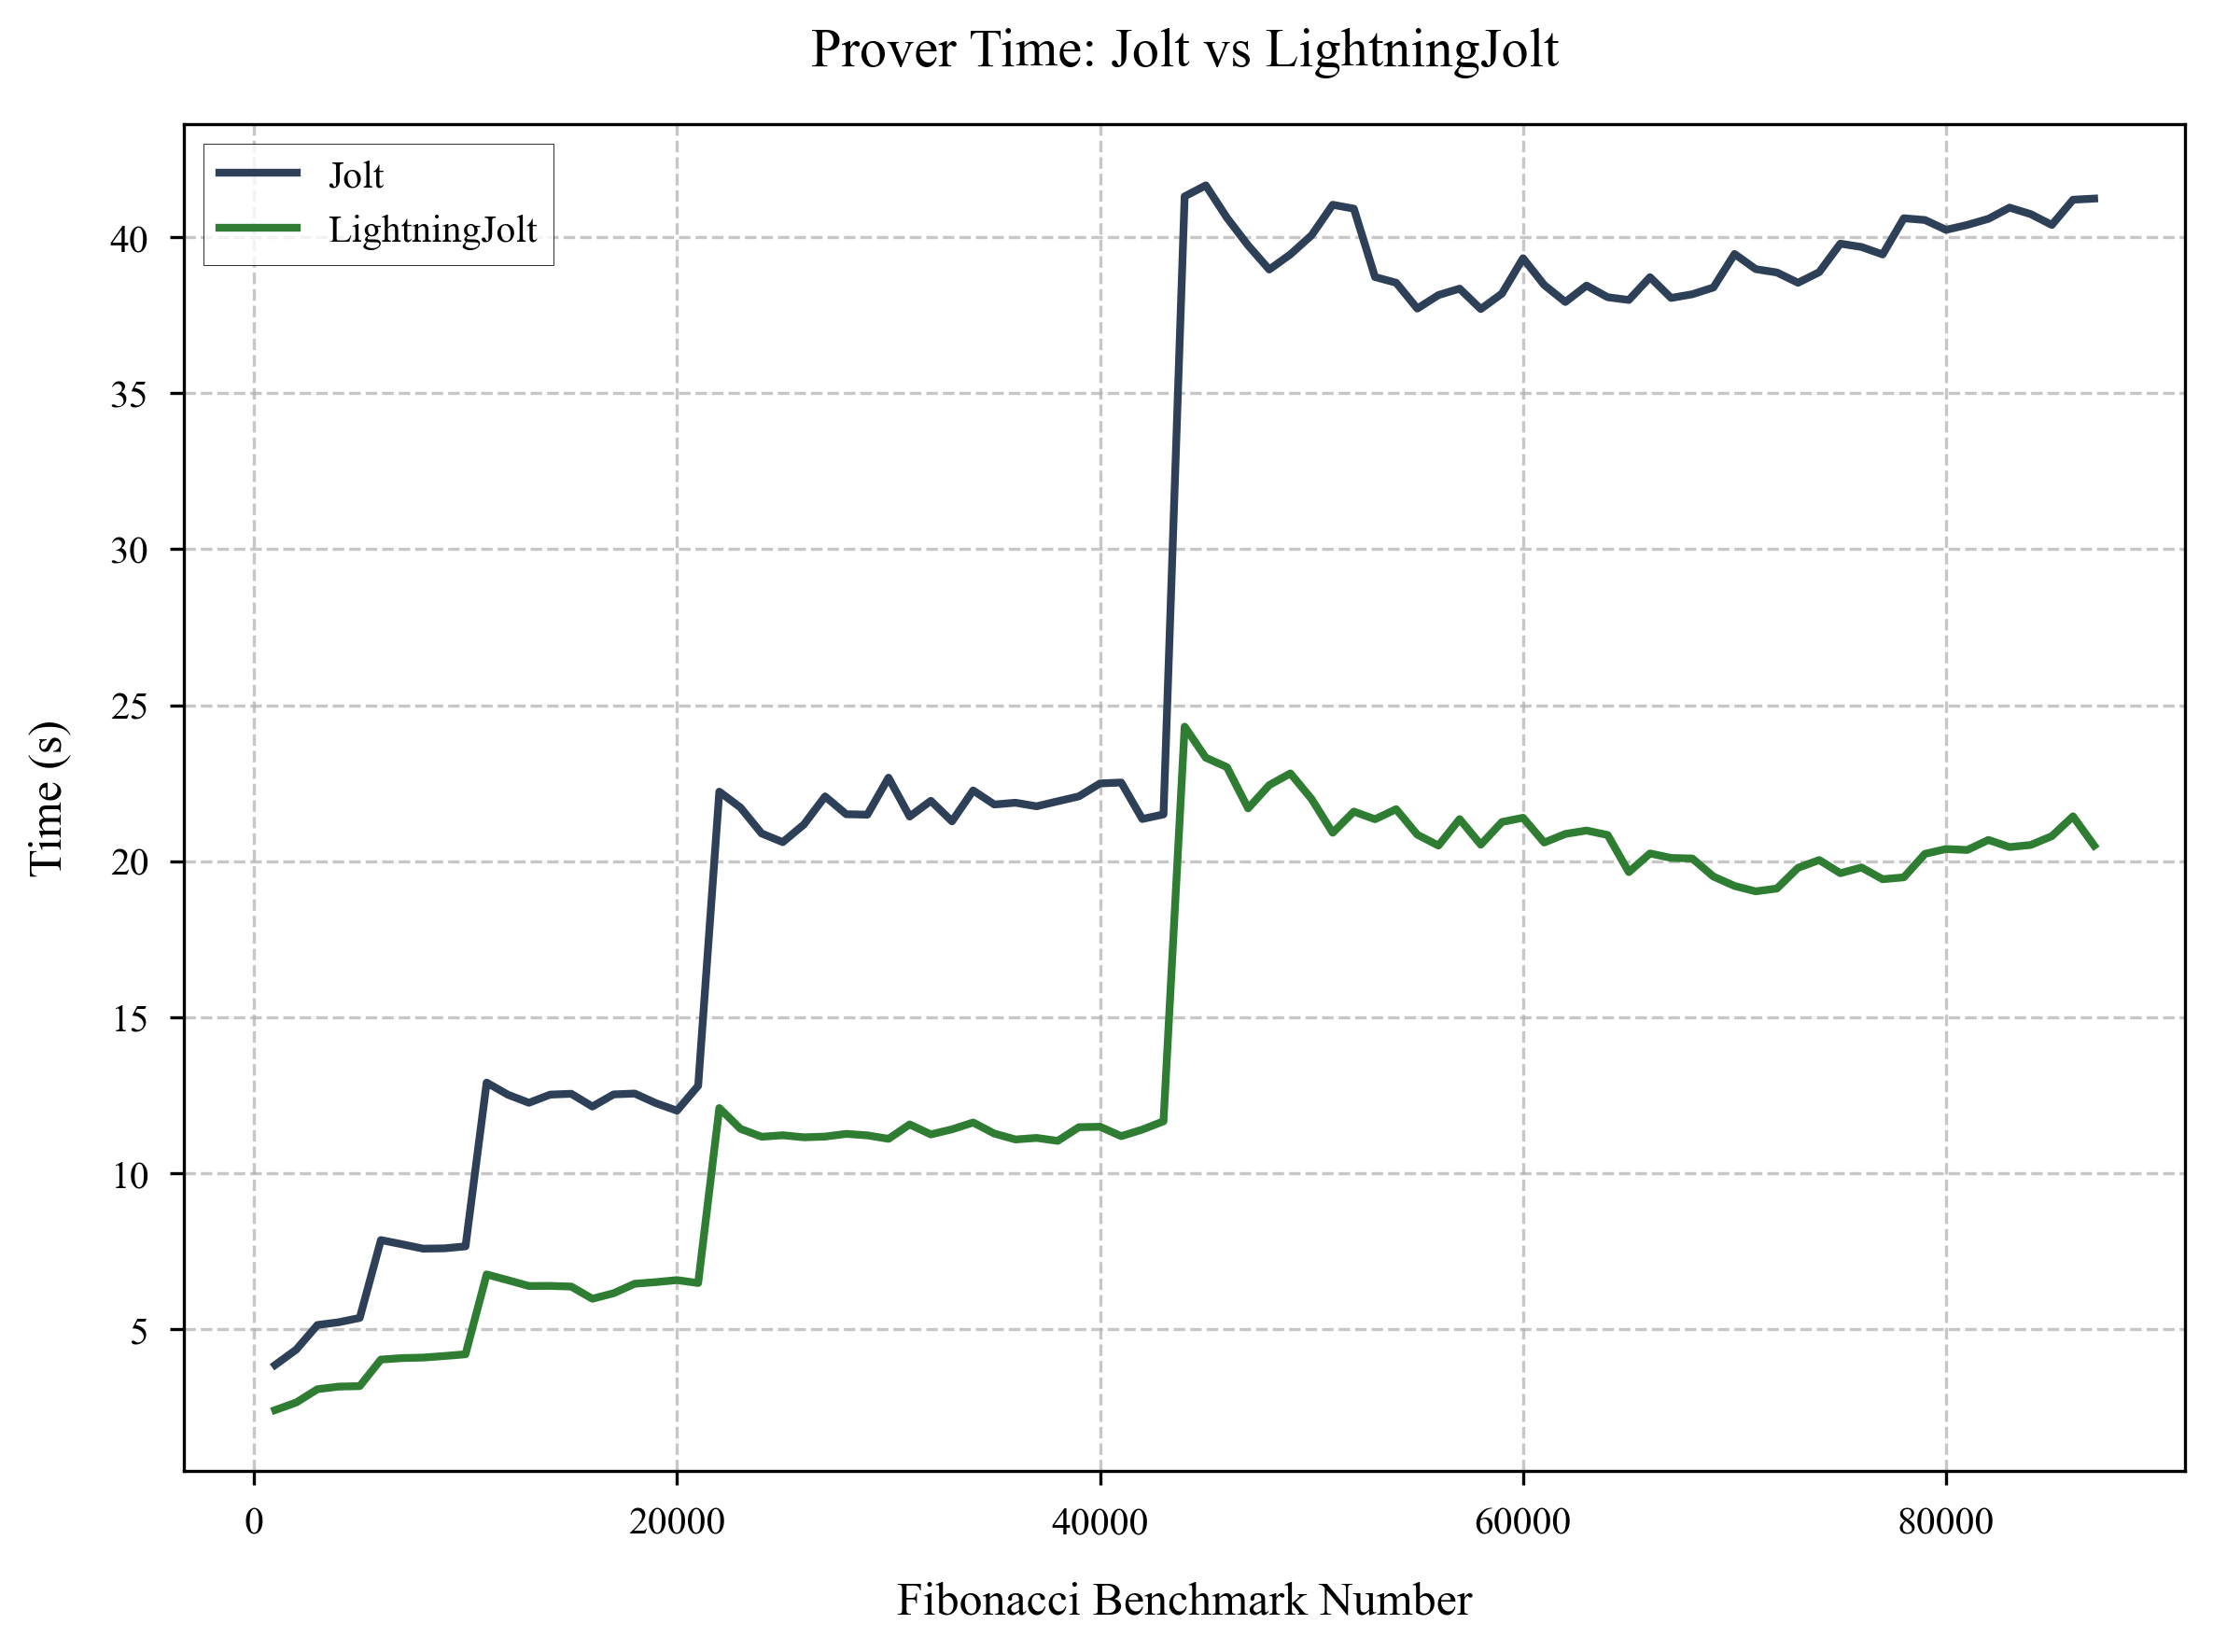 Prover Time: Jolt vs LightningJolt
Jolt
LightningJolt
40
35
30
25
20
15
10
5
Time (s)
0 20000 40000 60000 80000
Fibonacci Benchmark Number